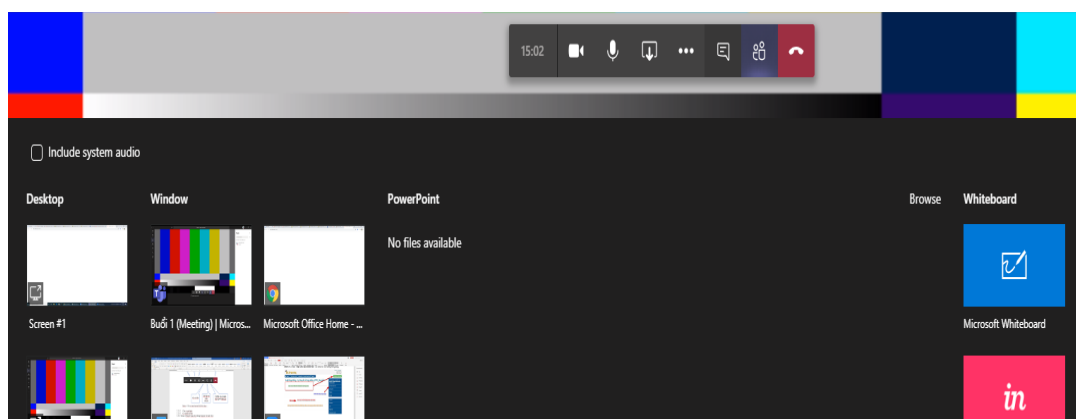 15:02
Include system audio
Desktop
Window
PowerPoint
Browse
Whiteboard
No files available
Screen #1
Buổi 1 (Meeting) | Micros...
Microsoft Office Home - ...
Microsoft Whiteboard
in